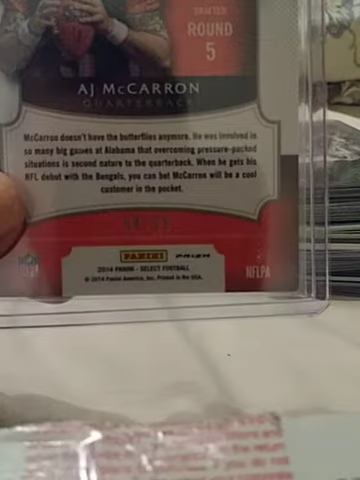 DRAFTED
ROUND
5
AJ McCARRON
QUARTERBACK
McCarron doesn't have the butterflies anymore. He was involved in
so many big games at Alabama that overcoming pressure-packed
situations is second nature to the quarterback. When he gets his
NFL debut with the Bengals, you can bet McCarron will be a cool
customer in the pocket.
PANINI PRIZM
2014 PANINI - SELECT FOOTBALL
© 2014 Panini America, Inc. Printed in the USA.
NFLPA